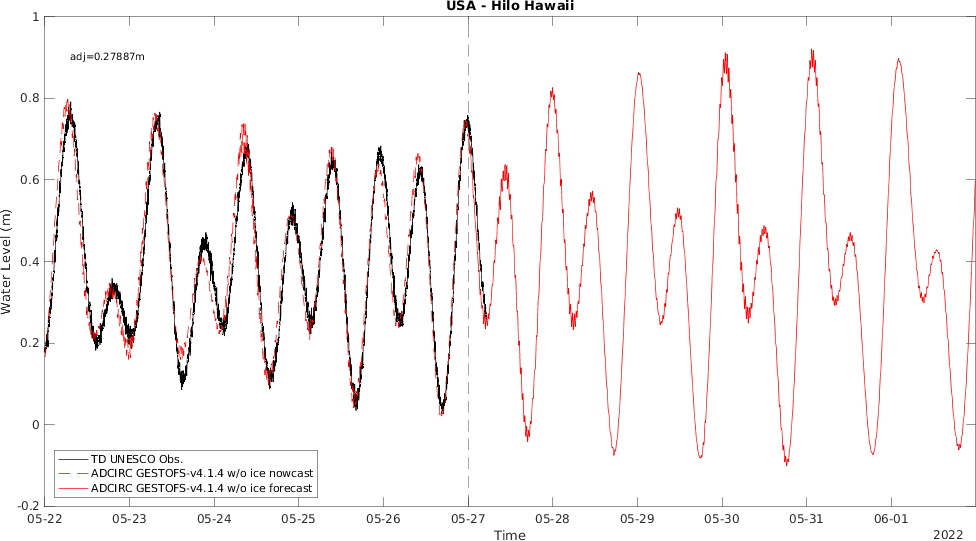 USA - Hilo Hawaii
adj=0.27887m
1
0.8
0.6
0.4
0.2
0
-0.2
Water Level (m)
TD UNESCO Obs.
ADCIRC GESTOFS-v4.1.4 w/o ice nowcast
ADCIRC GESTOFS-v4.1.4 w/o ice forecast
05-22 05-23 05-24 05-25 05-26 05-27 05-28 05-29 05-30 05-31 06-01
Time
2022